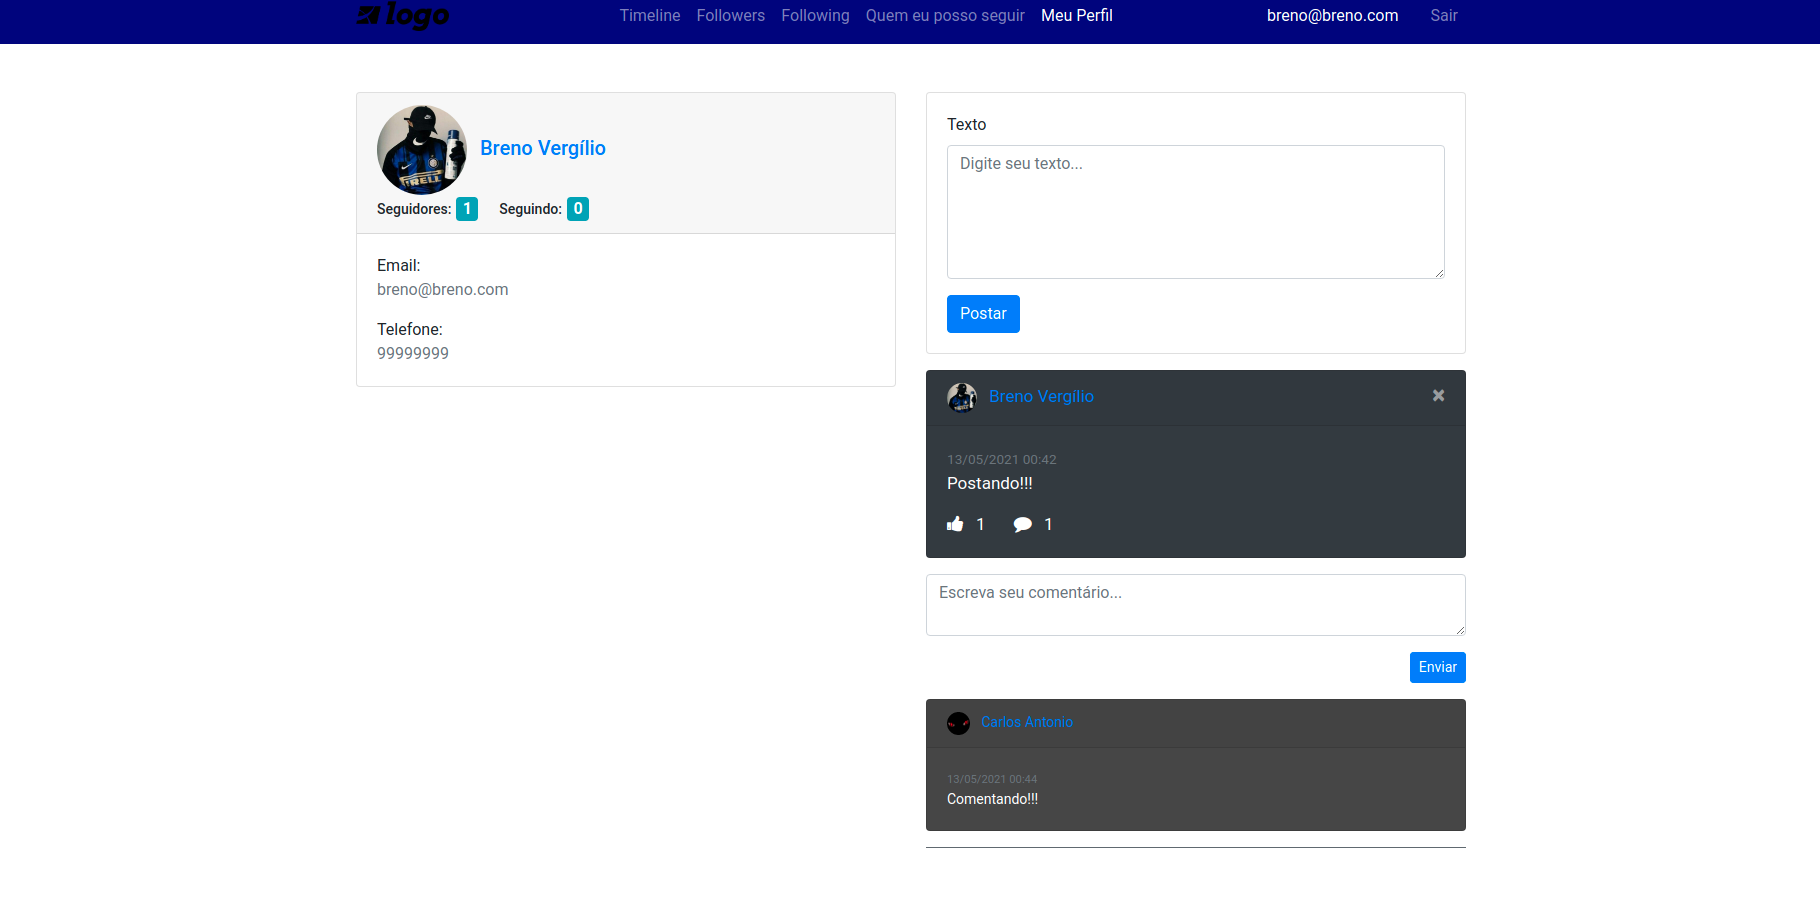 logo
Timeline Followers Following Quem eu posso seguir Meu Perfil breno@breno.com Sair
Breno Vergílio
Seguidores: 1 Seguindo: 0
Email:
breno@breno.com
Telefone:
99999999
Texto
Digite seu texto...
Postar
Breno Vergílio
13/05/2021 00:42
Postando!!!
1 1
Escreva seu comentário...
Enviar
Carlos Antonio
13/05/2021 00:44
Comentando!!!